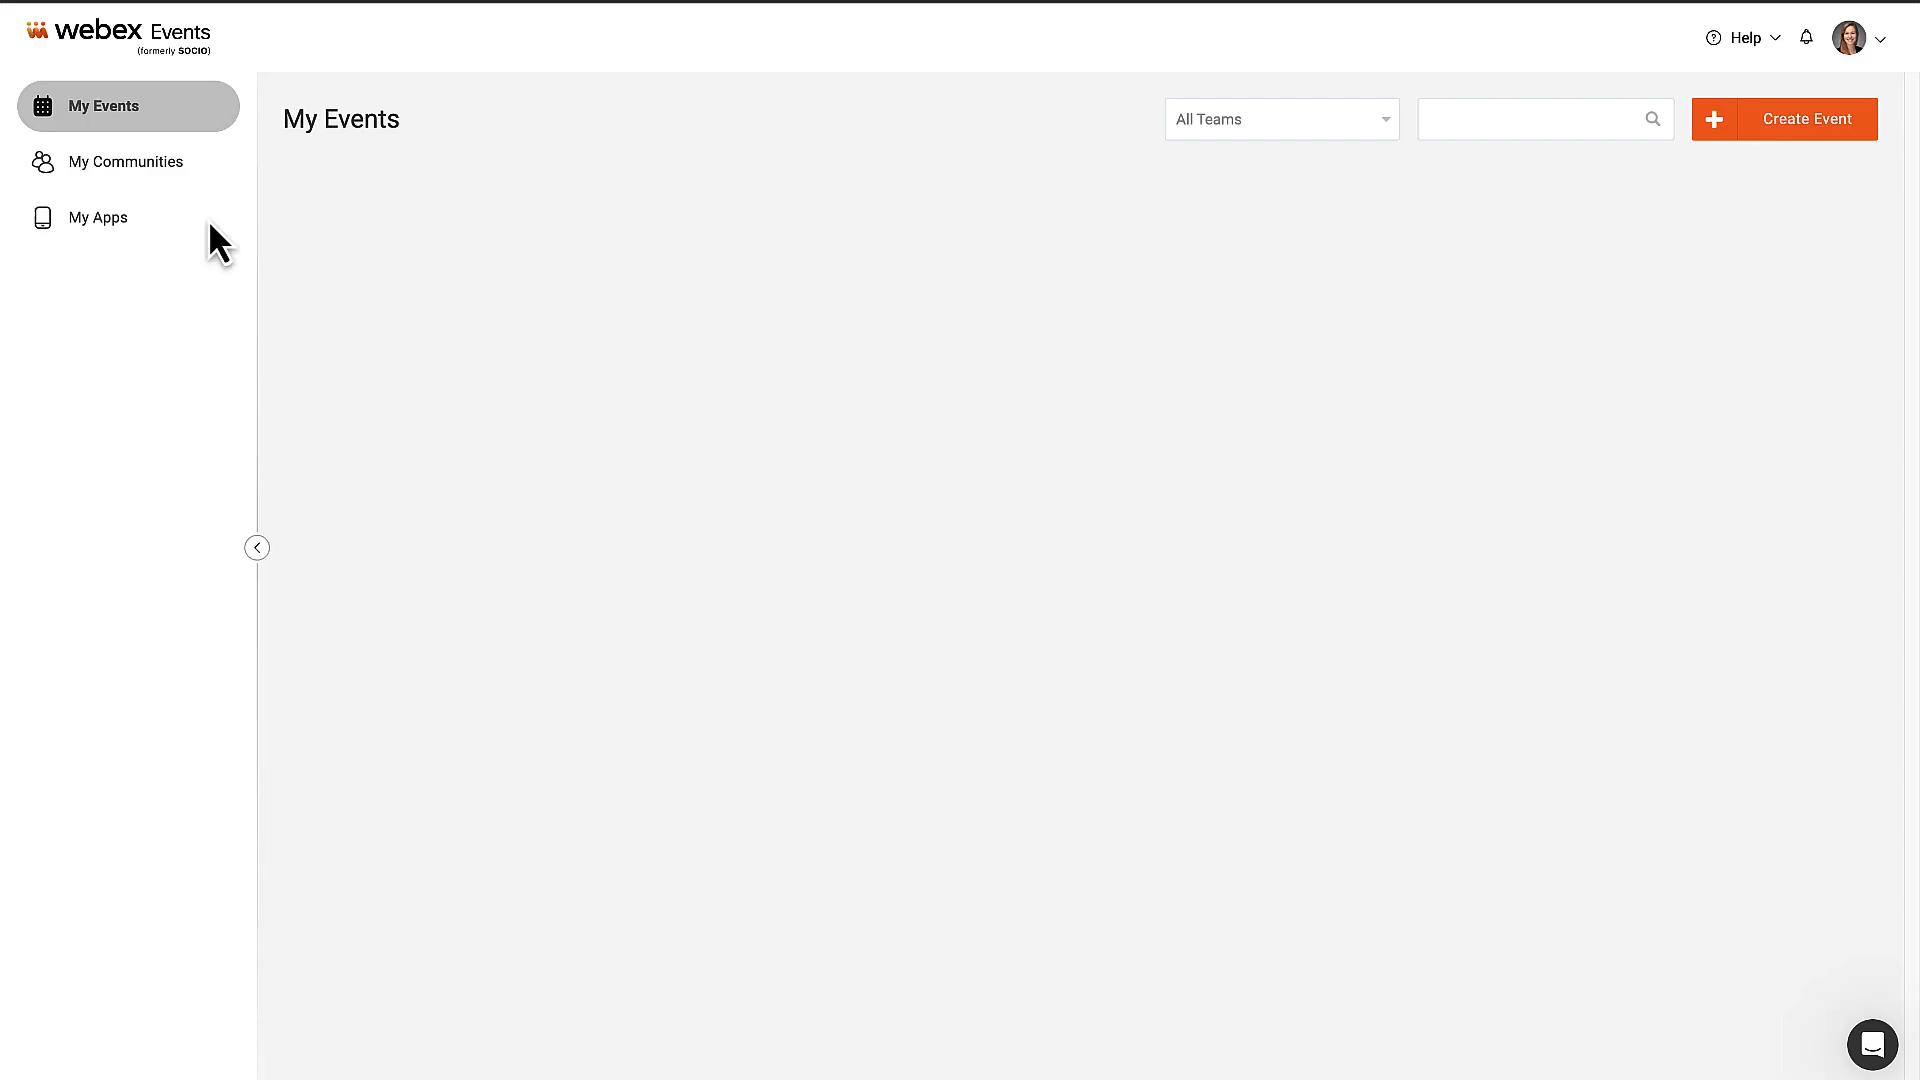 webex Events
(formerly SOCIO)
Help
My Events
My Communities
My Apps
My Events
All Teams
Create Event